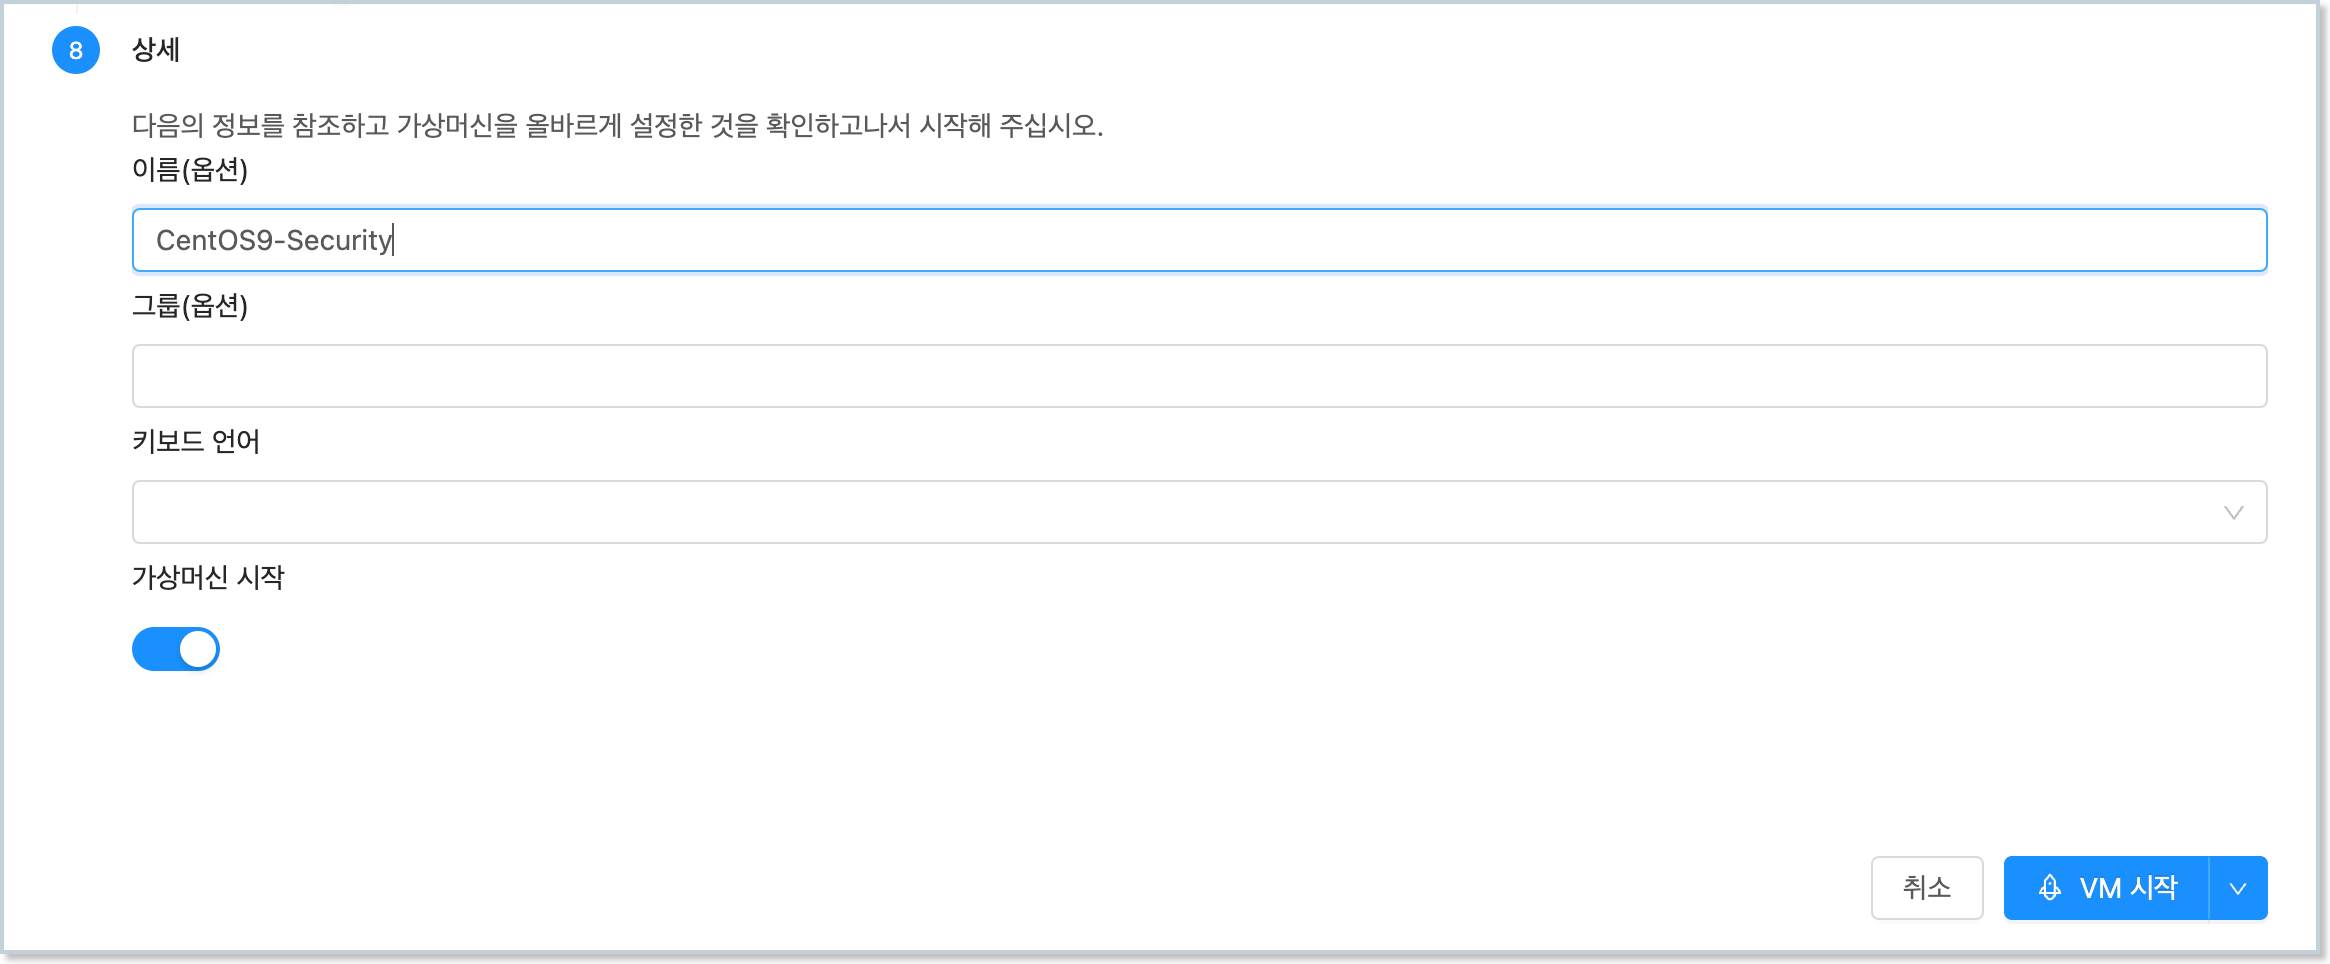 8
상세
다음의 정보를 참조하고 가상머신을 올바르게 설정한 것을 확인하고나서 시작해 주십시오.
이름(옵션)
CentOS9-Security
그룹(옵션)
키보드 언어
가상머신 시작
취소
VM 시작